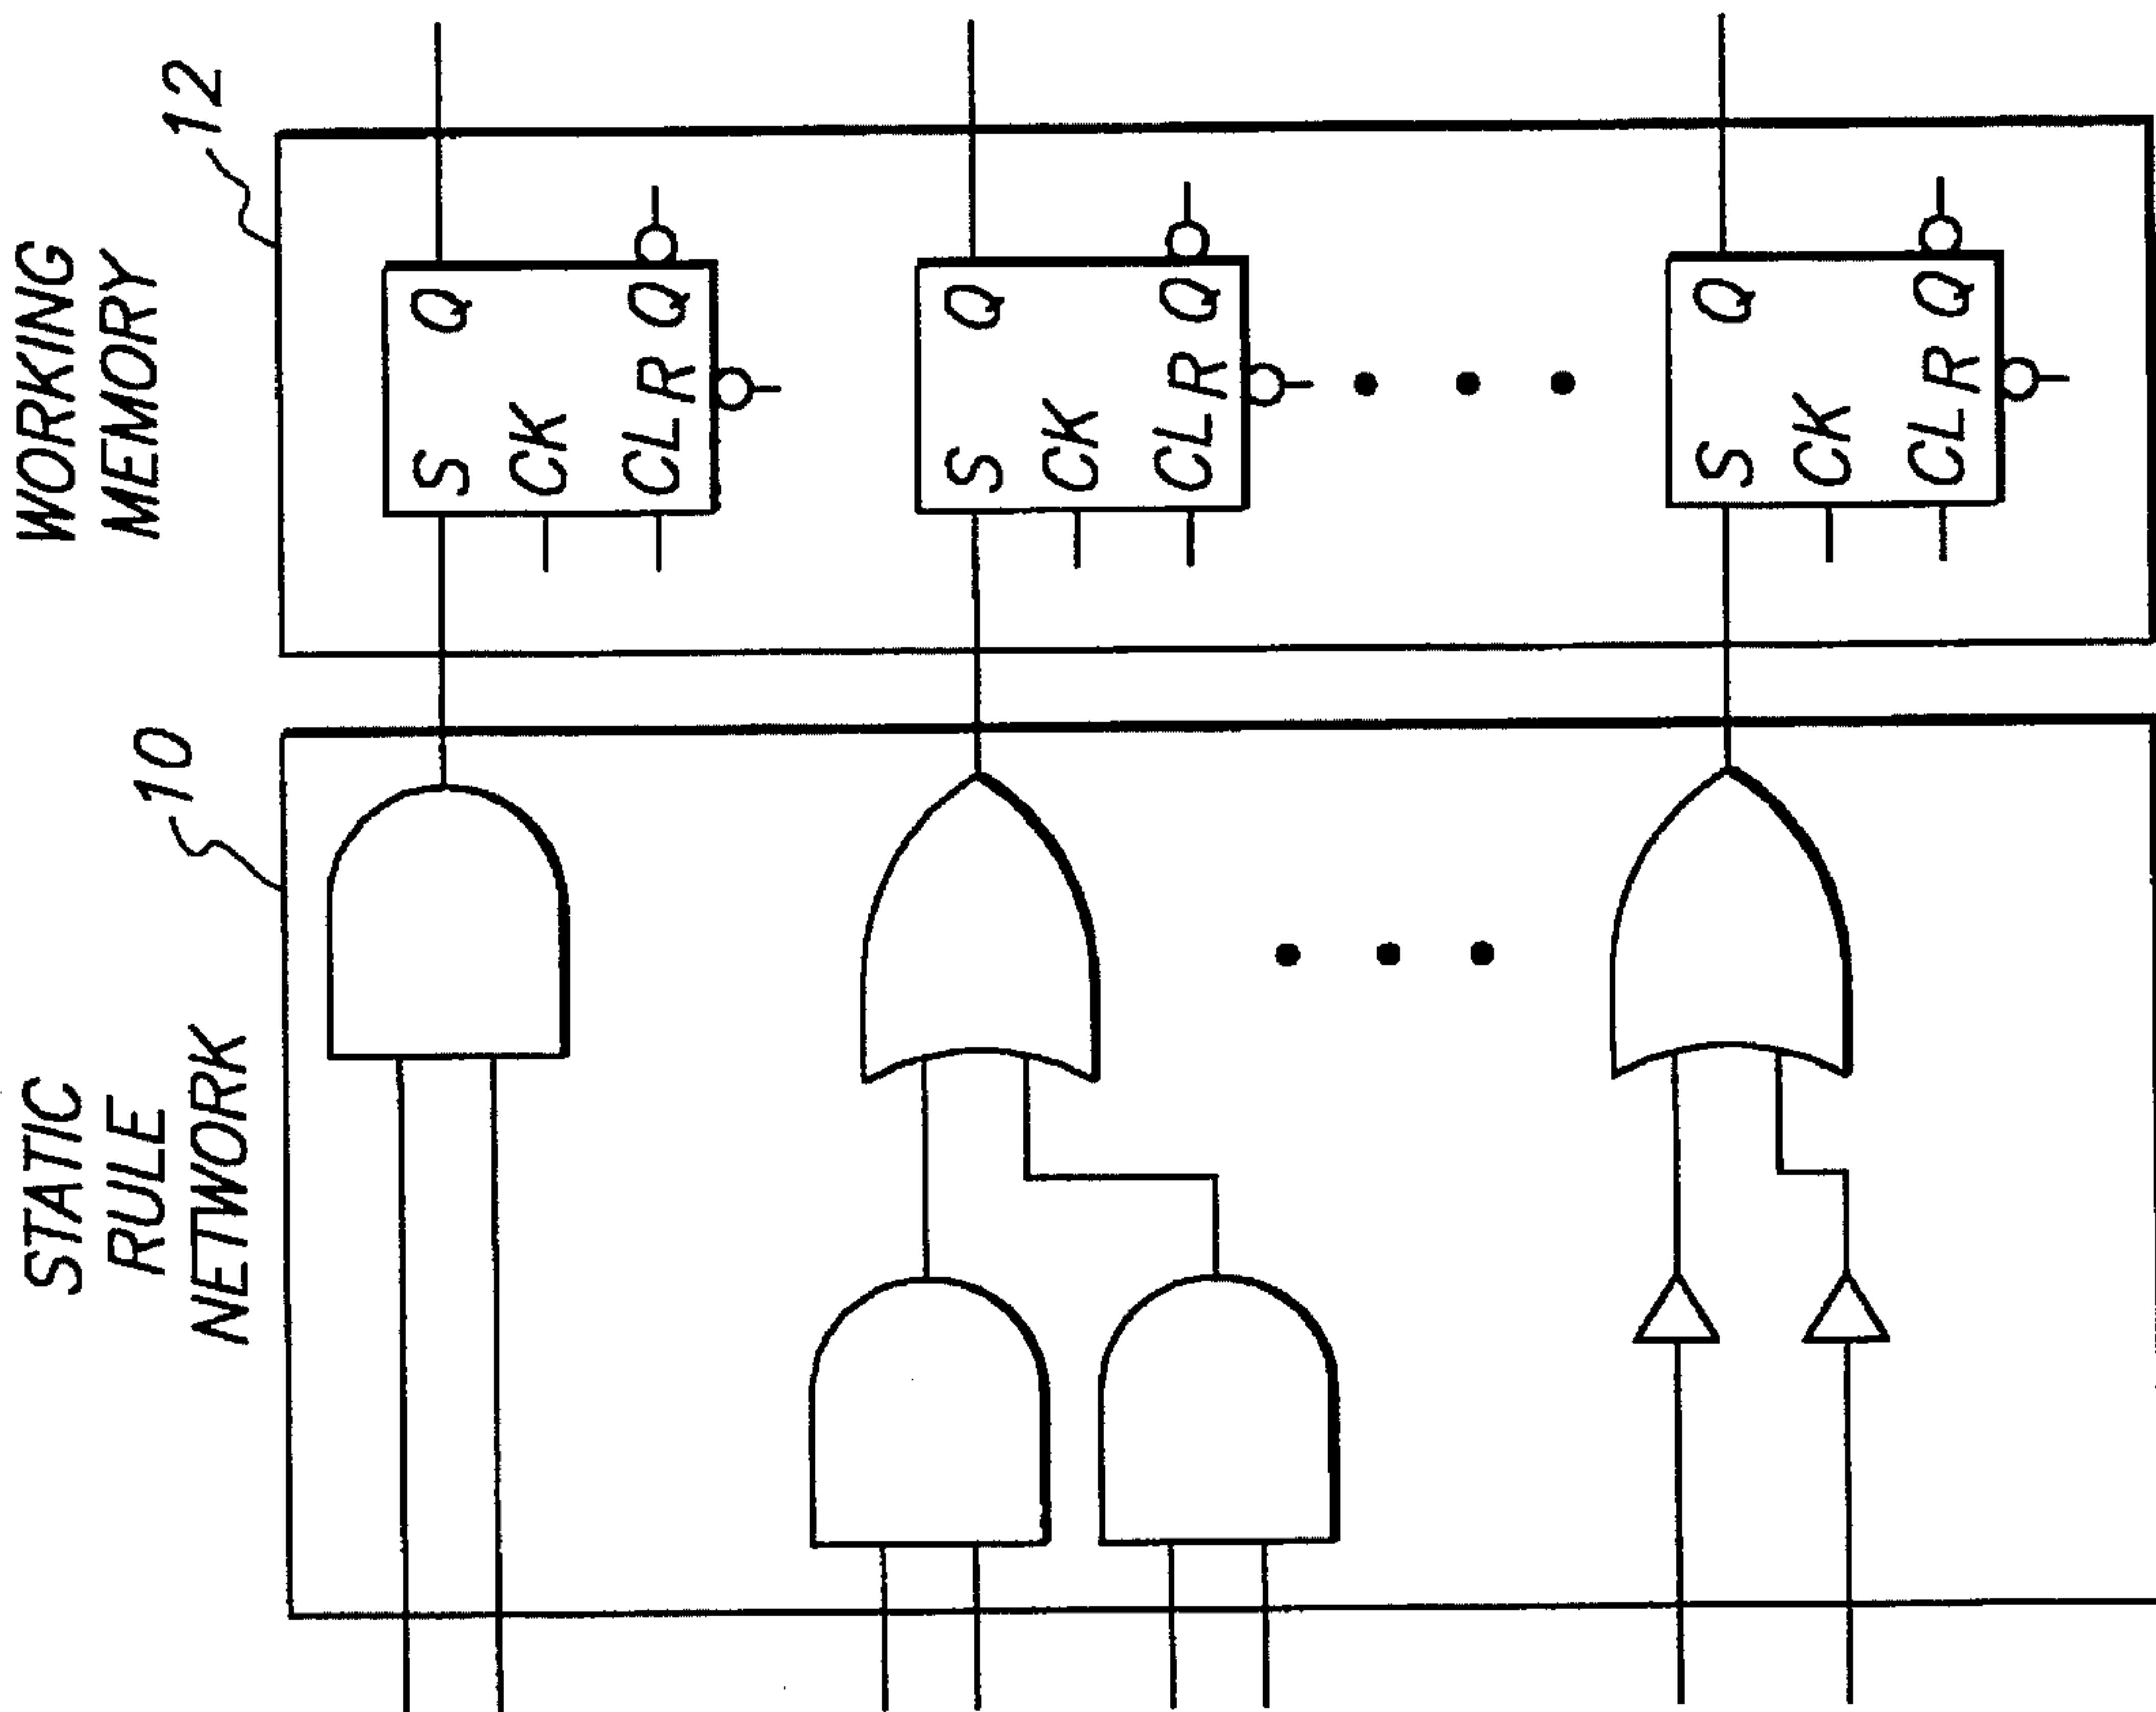 STATIC
RULE
NETWORK
10
WORKING
MEMORY
12
S Q
CK
CLR Q
S Q
CK
CLR Q
S Q
CK
CLR Q